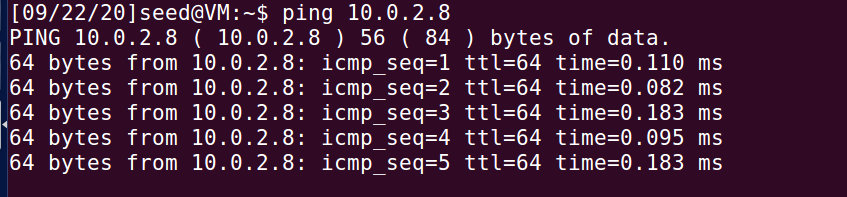 [09/22/20]seed@VM:~$ ping 10.0.2.8
PING 10.0.2.8 ( 10.0.2.8 ) 56 ( 84 ) bytes of data.
64 bytes from 10.0.2.8: icmp_seq=1 ttl=64 time=0.110 ms
64 bytes from 10.0.2.8: icmp_seq=2 ttl=64 time=0.082 ms
64 bytes from 10.0.2.8: icmp_seq=3 ttl=64 time=0.183 ms
64 bytes from 10.0.2.8: icmp_seq=4 ttl=64 time=0.095 ms
64 bytes from 10.0.2.8: icmp_seq=5 ttl=64 time=0.183 ms